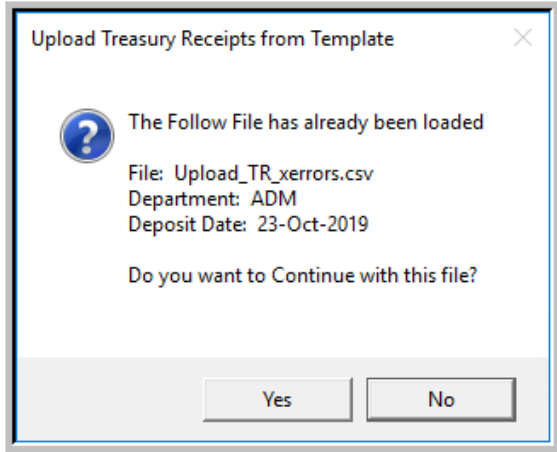 Upload Treasury Receipts from Template
The Follow File has already been loaded
File: Upload_TR_xerrors.csv
Department: ADM
Deposit Date: 23-Oct-2019
Do you want to Continue with this file?
Yes
No